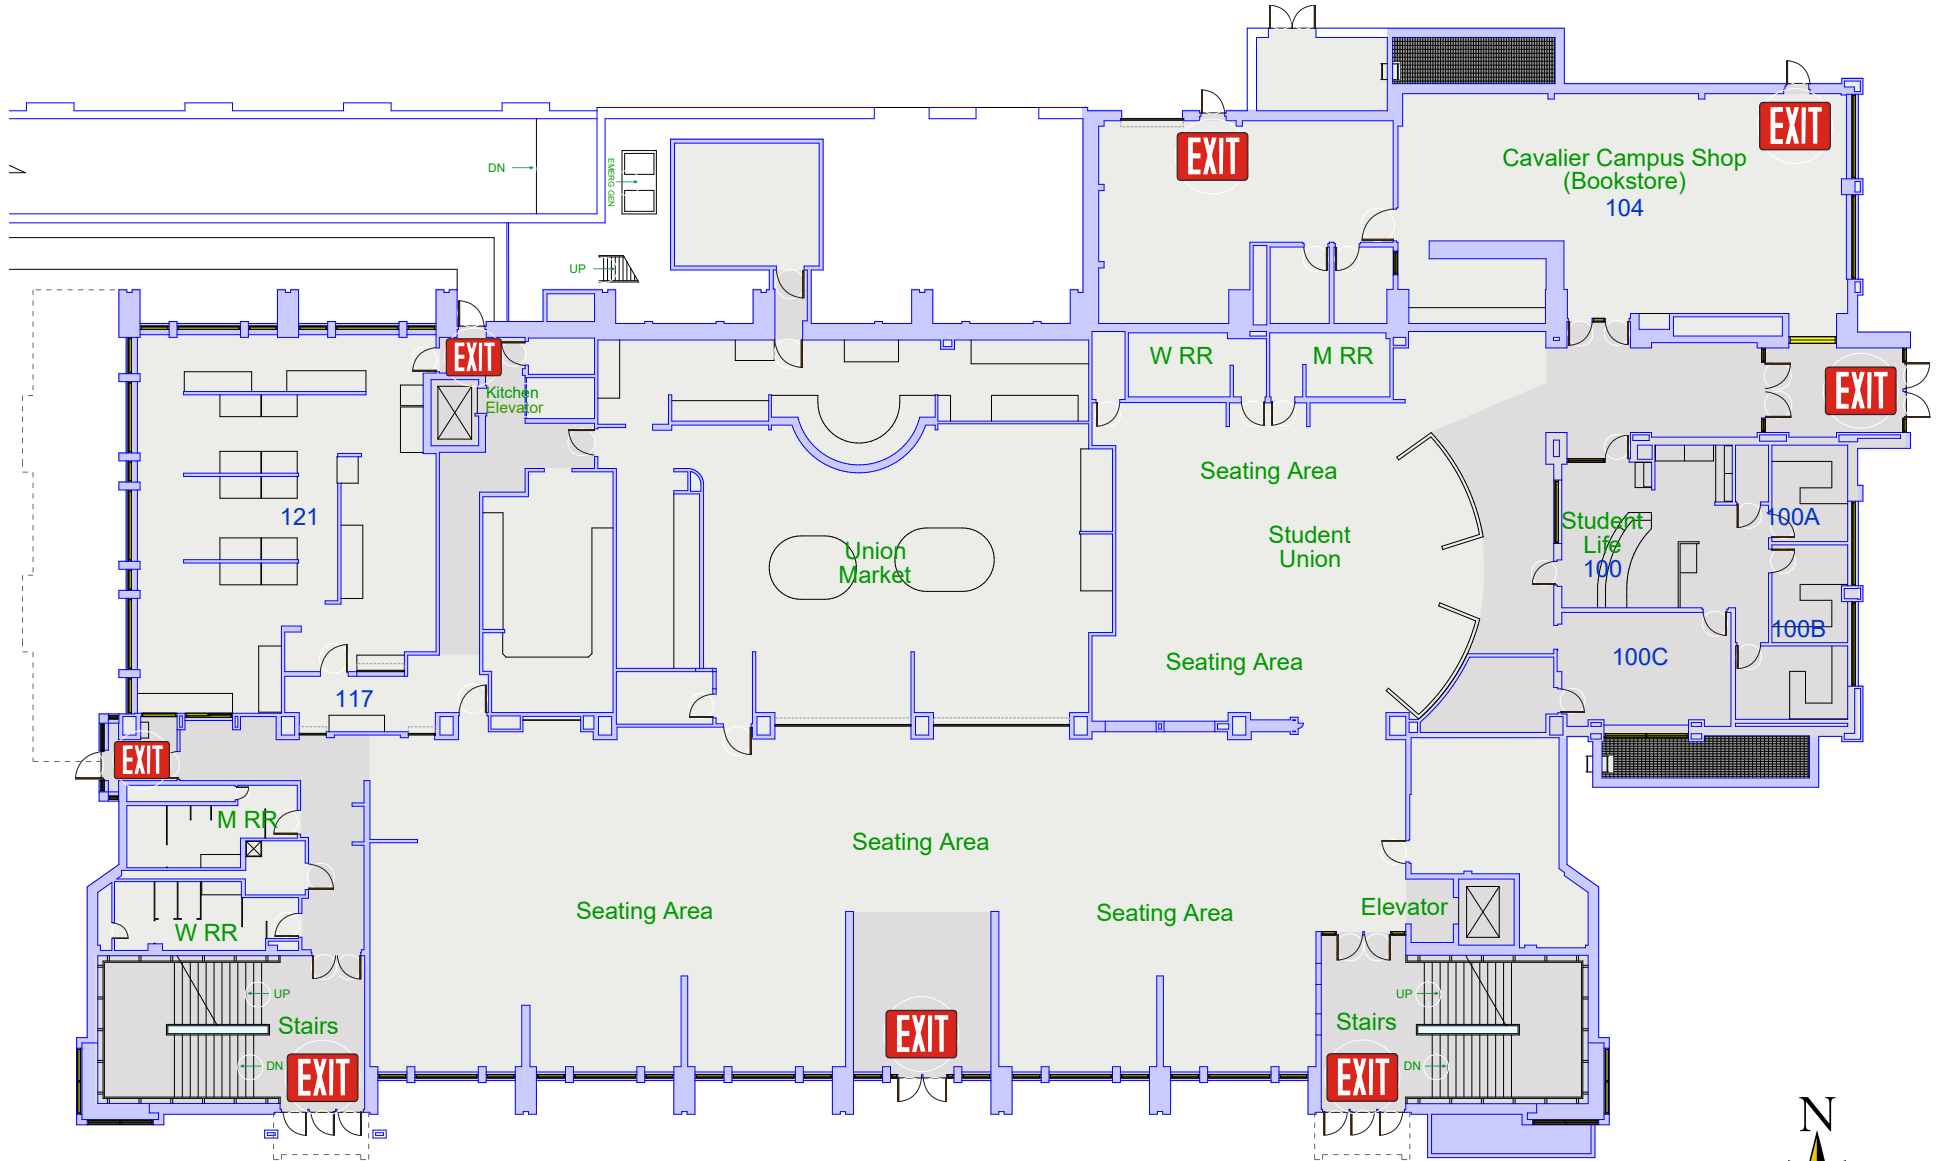 EXIT
EXIT
Cavalier Campus Shop
(Bookstore)
104
DN
EMERG GEN
UP
EXIT
W RR
M RR
EXIT
Kitchen
Elevator
Seating Area
121
Student
Union
Student
Life
100
100A
Union
Market
100B
100C
Seating Area
117
EXIT
M RR
Seating Area
Seating Area
Seating Area
Elevator
W RR
UP
UP
Stairs
Stairs
EXIT
DN
DN
EXIT
EXIT
N